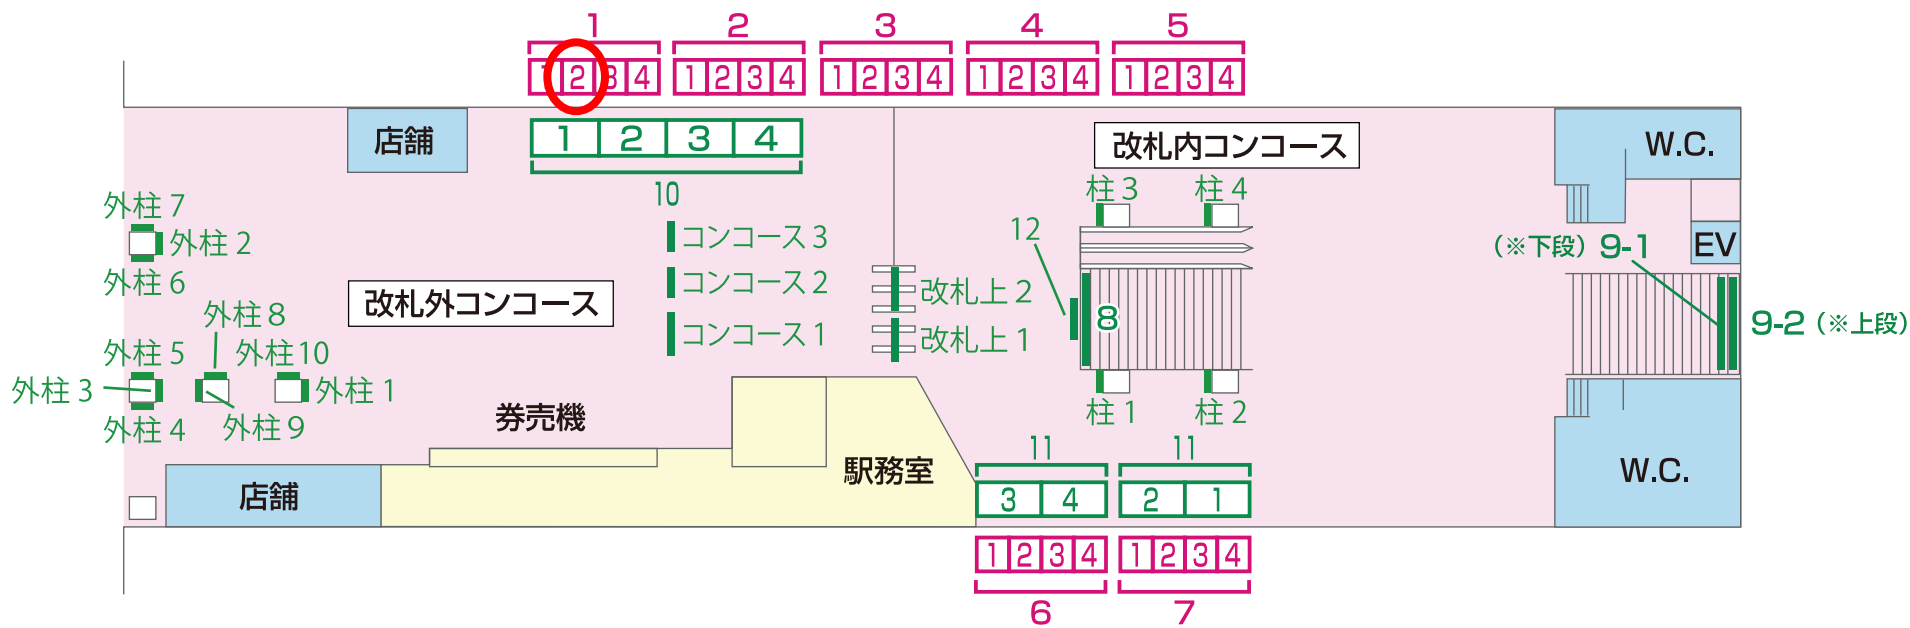 1
2
3
4
5
1 2 3 4
1 2 3 4
1 2 3 4
1 2 3 4
1 2 3 4
店舗
1 2 3 4
10
改札内コンコース
W.C.
外柱 7
外柱 2
外柱 6
コンコース 3
コンコース 2
コンコース 1
12
柱 3
柱 4
(※下段) 9-1
EV
改札外コンコース
外柱 8
改札上 2
改札上 1
8
9-2 (※上段)
外柱 5
外柱 10
外柱 3
外柱 1
外柱 4
外柱 9
券売機
柱 1
柱 2
店舗
駅務室
11
11
3 4
2 1
W.C.
1 2 3 4
1 2 3 4
6
7